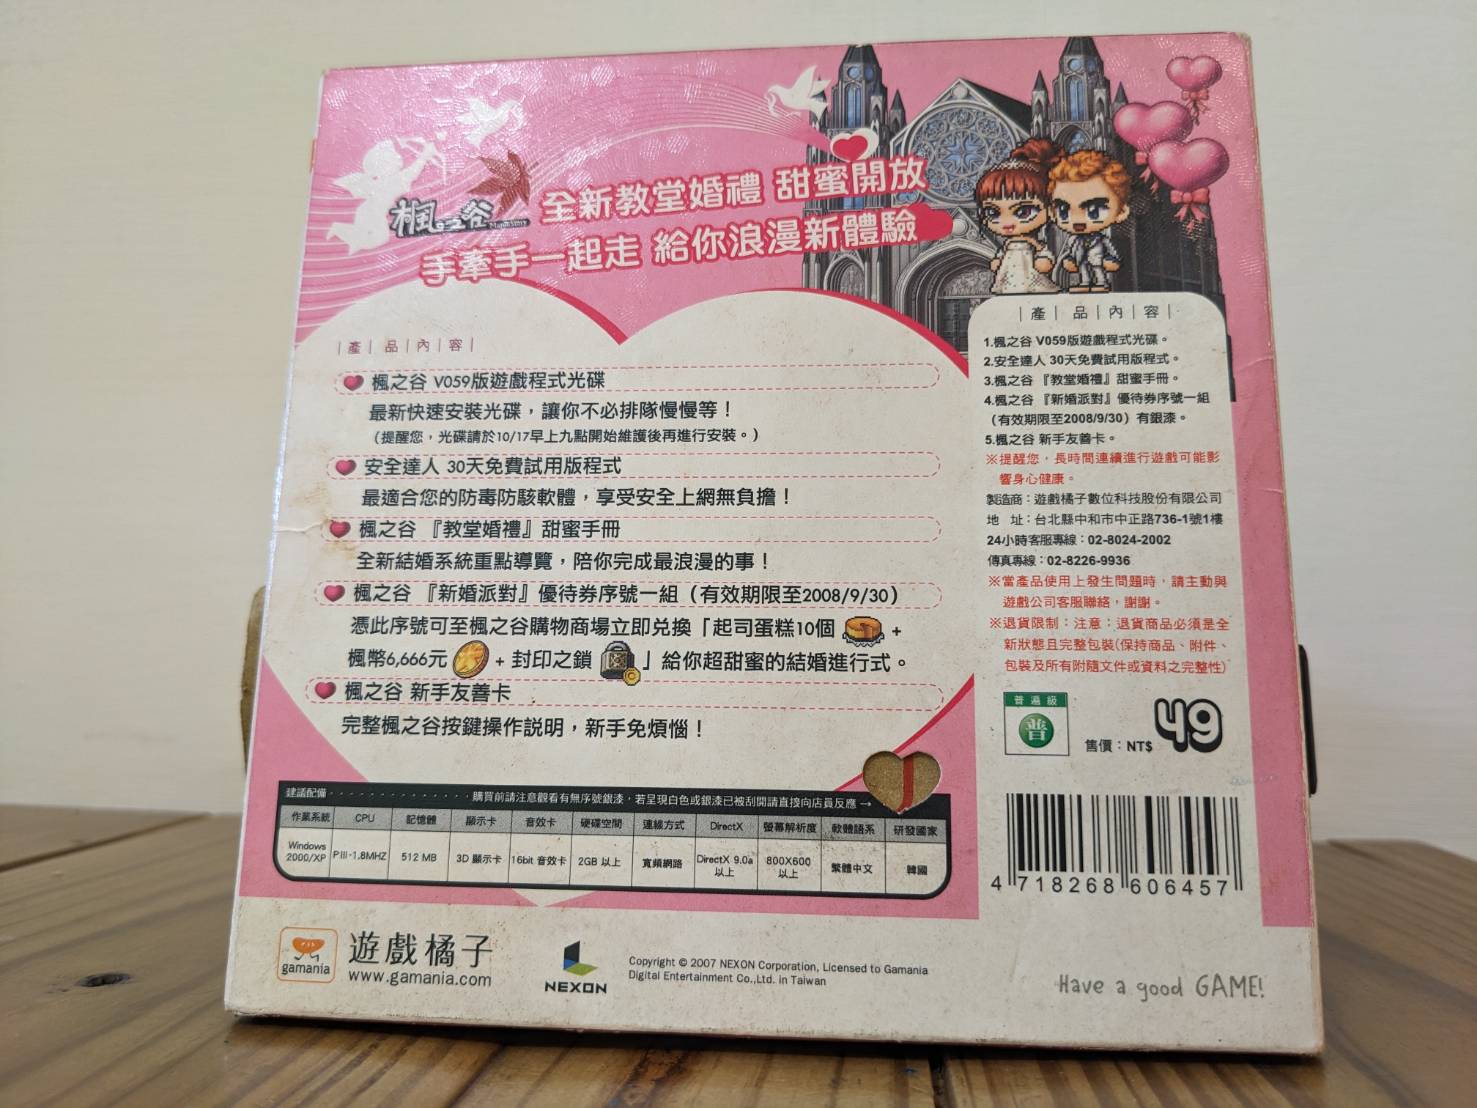 楓之谷
MapleStory
全新教堂婚禮 甜蜜開放
手牽手一起走 給你浪漫新體驗
|產|品|內|容|
楓之谷 V059版遊戲程式光碟
最新快速安裝光碟，讓你不必排隊慢慢等！
（提醒您，光碟請於10/17早上九點開始維護後再進行安裝。）
安全達人 30天免費試用版程式
最適合您的防毒防駭軟體，享受安全上網無負擔！
楓之谷 『教堂婚禮』甜蜜手冊
全新結婚系統重點導覽，陪你完成最浪漫的事！
楓之谷 『新婚派對』優待券序號一組（有效期限至2008/9/30）
憑此序號可至楓之谷購物商場立即兌換「起司蛋糕10個 +
楓幣6,666元 + 封印之鎖 」給你超甜蜜的結婚進行式。
楓之谷 新手友善卡
完整楓之谷按鍵操作説明，新手免煩惱！
|產|品|內|容|
1.楓之谷 V059版遊戲程式光碟。
2.安全達人 30天免費試用版程式。
3.楓之谷 『教堂婚禮』甜蜜手冊。
4.楓之谷 『新婚派對』優待券序號一組
（有效期限至2008/9/30）有銀漆。
5.楓之谷 新手友善卡。
※提醒您，長時間連續進行遊戲可能影
響身心健康。
製造商：遊戲橘子數位科技股份有限公司
地 址：台北縣中和市中正路736-1號1樓
24小時客服專線：02-8024-2002
傳真專線：02-8226-9936
※當產品使用上發生問題時，請主動與
遊戲公司客服聯絡，謝謝。
※退貨限制：注意：退貨商品必須是全
新狀態且完整包裝(保持商品、附件、
包裝及所有附隨文件或資料之完整性)
普遍級
普
售價：NT$ 49
建議配備 購買前請注意觀看有無序號銀漆，若呈現白色或銀漆已被刮開請直接向店員反應→
作業系統 CPU 記憶體 顯示卡 音效卡 硬碟空間 連線方式 DirectX 螢幕解析度 軟體語系 研發國家
Windows 2000/XP PIII-1.8MHZ 512 MB 3D 顯示卡 16bit 音效卡 2GB 以上 寬頻網路 DirectX 9.0a 以上 800X600 以上 繁體中文 韓國
4 718268 606457
gamania
遊戲橘子
www.gamania.com
NEXON
Copyright © 2007 NEXON Corporation, Licensed to Gamania
Digital Entertainment Co.,Ltd. in Taiwan
Have a good GAME!